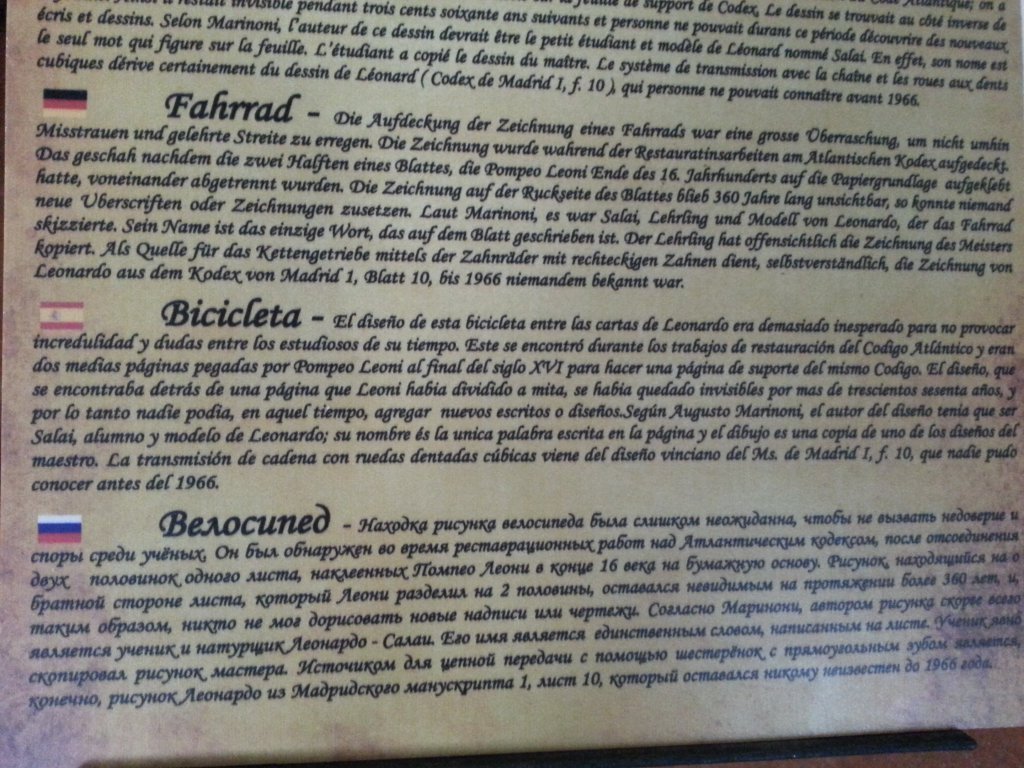 écris et dessins. Selon Marinoni, l'auteur de ce dessin devrait être le petit étudiant et modèle de Léonard nommé Salai. En effet, son nom est
le seul mot qui figure sur la feuille. L'étudiant a copié le dessin du maître. Le système de transmission avec la chaîne et les roues aux dents
cubiques dérive certainement du dessin de Léonard ( Codex de Madrid I, f. 10 ), qui personne ne pouvait connaître avant 1966.
Fahrrad - Die Aufdeckung der Zeichnung eines Fahrrads war eine grosse Überraschung, um nicht umhin
Misstrauen und gelehrte Streite zu erregen. Die Zeichnung wurde wahrend der Restauratinsarbeiten am Atlantischen Kodex aufgedeckt.
Das geschah nachdem die zwei Halften eines Blattes, die Pompeo Leoni Ende des 16. Jahrhunderts auf die Papiergrundlage aufgeklebt
hatte, voneinander abgetrennt wurden. Die Zeichnung auf der Ruckseite des Blattes blieb 360 Jahre lang unsichtbar, so konnte niemand
neue Uberscriften oder Zeichnungen zusetzen. Laut Marinoni, es war Salai, Lehrling und Modell von Leonardo, der das Fahrrad
skizzierte. Sein Name ist das einzige Wort, das auf dem Blatt geschrieben ist. Der Lehrling hat offensichtlich die Zeichnung des Meisters
kopiert. Als Quelle für das Kettengetriebe mittels der Zahnräder mit rechteckigen Zahnen dient, selbstverständlich, die Zeichnung von
Leonardo aus dem Kodex von Madrid 1, Blatt 10, bis 1966 niemandem bekannt war.
Bicicleta - El diseño de esta bicicleta entre las cartas de Leonardo era demasiado inesperado para no provocar
incredulidad y dudas entre los estudiosos de su tiempo. Este se encontró durante los trabajos de restauración del Codigo Atlántico y eran
dos medias páginas pegadas por Pompeo Leoni al final del siglo XVI para hacer una página de suporte del mismo Codigo. El diseño, que
se encontraba detrás de una página que Leoni habia dividido a mita, se habia quedado invisibles por mas de trescientos sesenta años, y
por lo tanto nadie podia, en aquel tiempo, agregar nuevos escritos o diseños.Según Augusto Marinoni, el autor del diseño tenia que ser
Salai, alumno y modelo de Leonardo; su nombre és la unica palabra escrita en la página y el dibujo es una copia de uno de los diseños del
maestro. La transmisión de cadena con ruedas dentadas cúbicas viene del diseño vinciano del Ms. de Madrid I, f. 10, que nadie pudo
conocer antes del 1966.
Велосипед - Находка рисунка велосипеда была слишком неожиданна, чтобы не вызвать недоверие и
споры среди учёных, Он был обнаружен во время реставрационных работ над Атлантическим кодексом, после отсоединения
двух половинок одного листа, наклеенных Помпео Леони в конце 16 века на бумажную основу. Рисунок, находящийся на о
братной стороне листа, который Леони разделил на 2 половины, оставался невидимым на протяжении более 360 лет, и,
таким образом, никто не мог дорисовать новые надписи или чертежи. Согласно Маринони, автором рисунка скорее всего
является ученик и натурщик Леонардо - Салаи. Его имя является единственным словом, написанным на листе. Ученик явно
скопировал рисунок мастера. Источиком для цепной передачи с помощью шестерёнок с прямоугольным зубом является,
конечно, рисунок Леонардо из Мадридского манускрипта 1, лист 10, который оставался никому неизвестен до 1966 года.